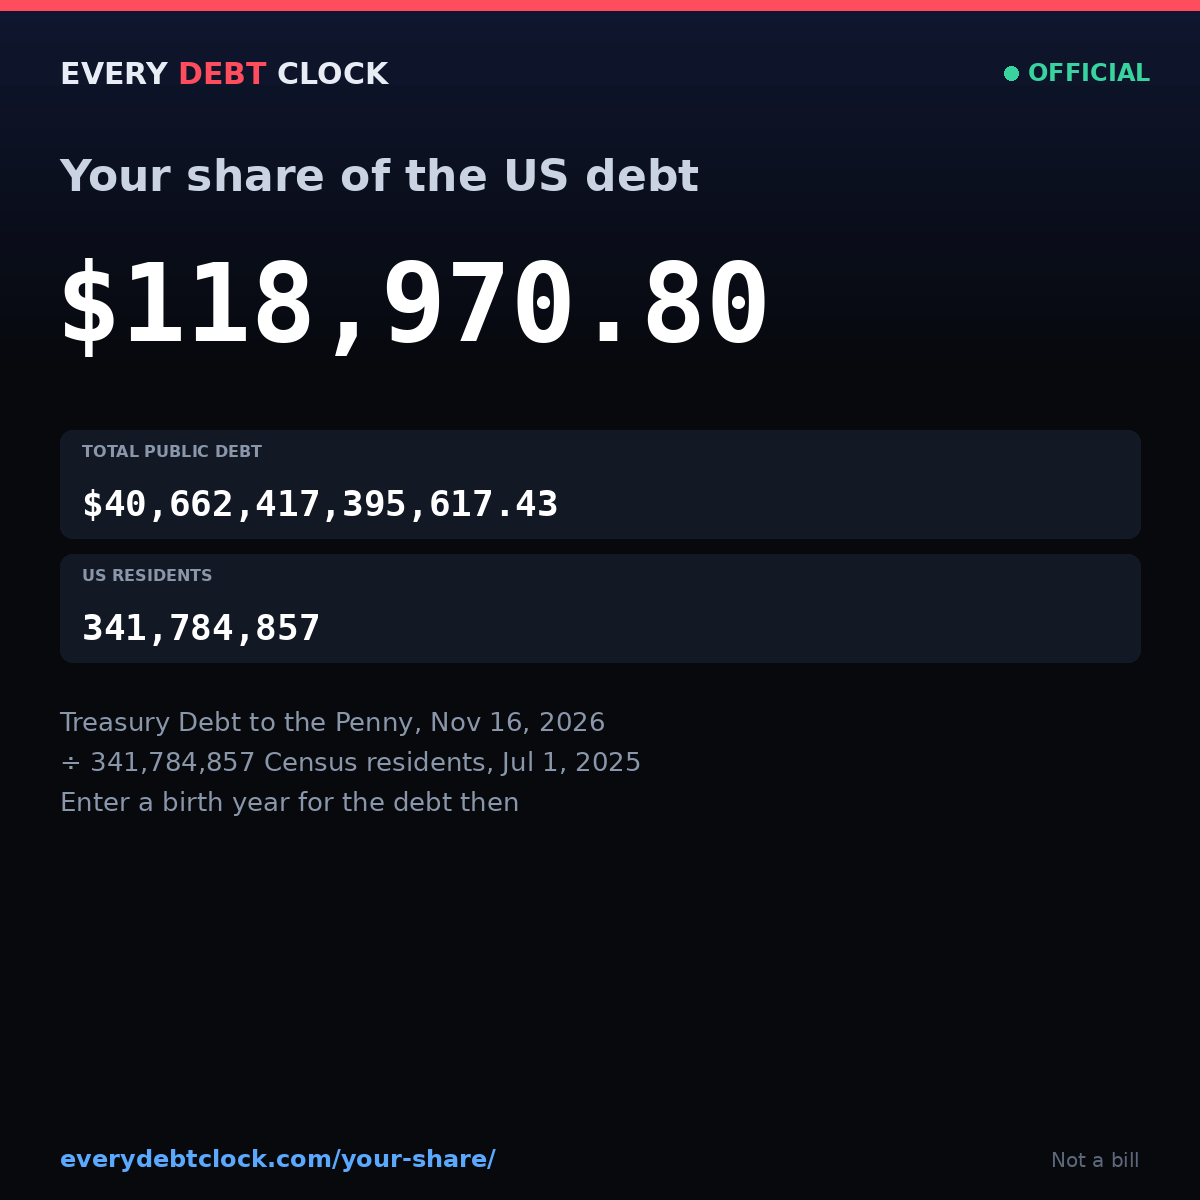 EVERY DEBT CLOCK
OFFICIAL
Your share of the US debt
$118,970.80
TOTAL PUBLIC DEBT
$40,662,417,395,617.43
US RESIDENTS
341,784,857
Treasury Debt to the Penny, Nov 16, 2026
÷ 341,784,857 Census residents, Jul 1, 2025
Enter a birth year for the debt then
everydebtclock.com/your-share/
Not a bill